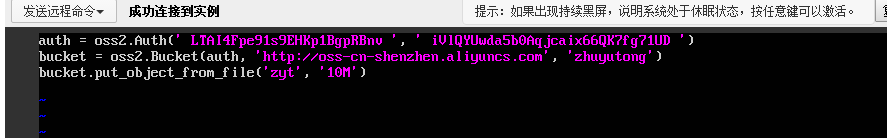 发送远程命令▼ 成功连接到实例 提示：如果出现持续黑屏，说明系统处于休眠状态，按任意键可以激活。
auth = oss2.Auth(' LTAI4Fpe91s9EHKp1BgpRBnv ', ' iVlQYUwda5b0Aqjcaix66QK7fg71UD ')
bucket = oss2.Bucket(auth, 'http://oss-cn-shenzhen.aliyuncs.com', 'zhuyutong')
bucket.put_object_from_file('zyt', '10M')
~
~
~